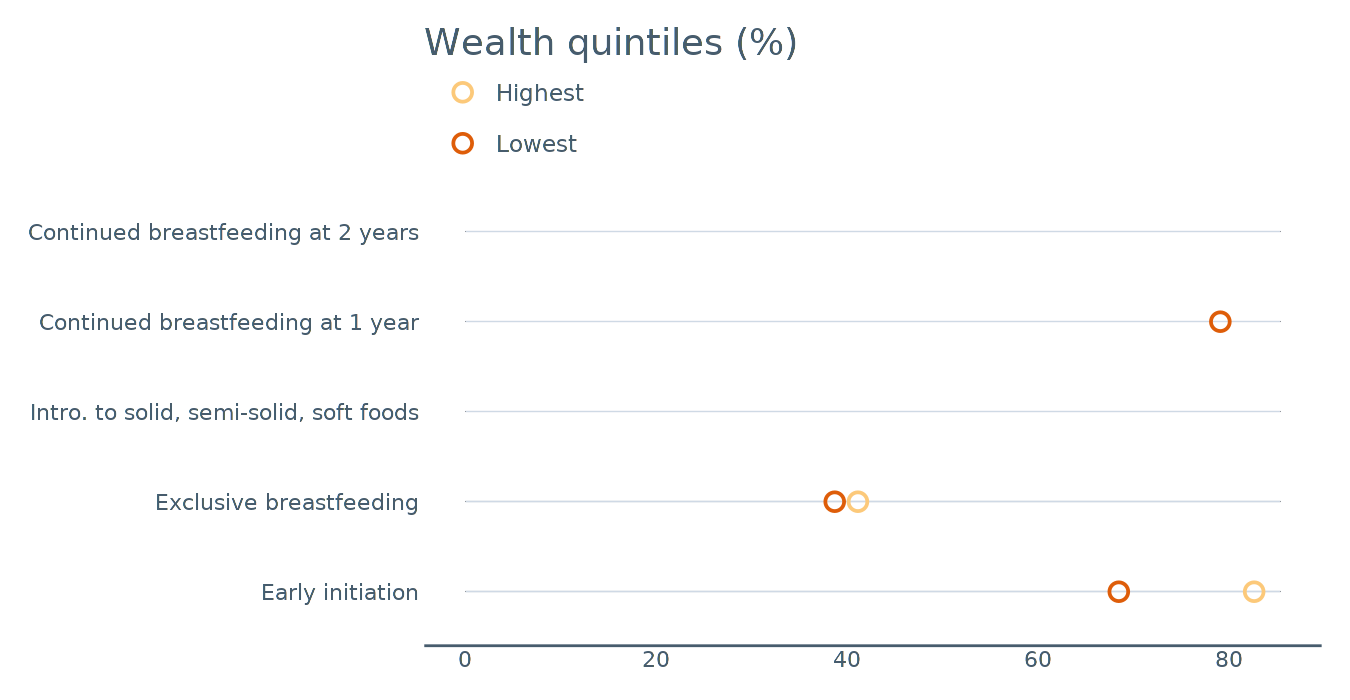 Wealth quintiles (%)
Highest
Lowest
Continued breastfeeding at 2 years
Continued breastfeeding at 1 year
Intro. to solid, semi-solid, soft foods
Exclusive breastfeeding
Early initiation
0 20 40 60 80